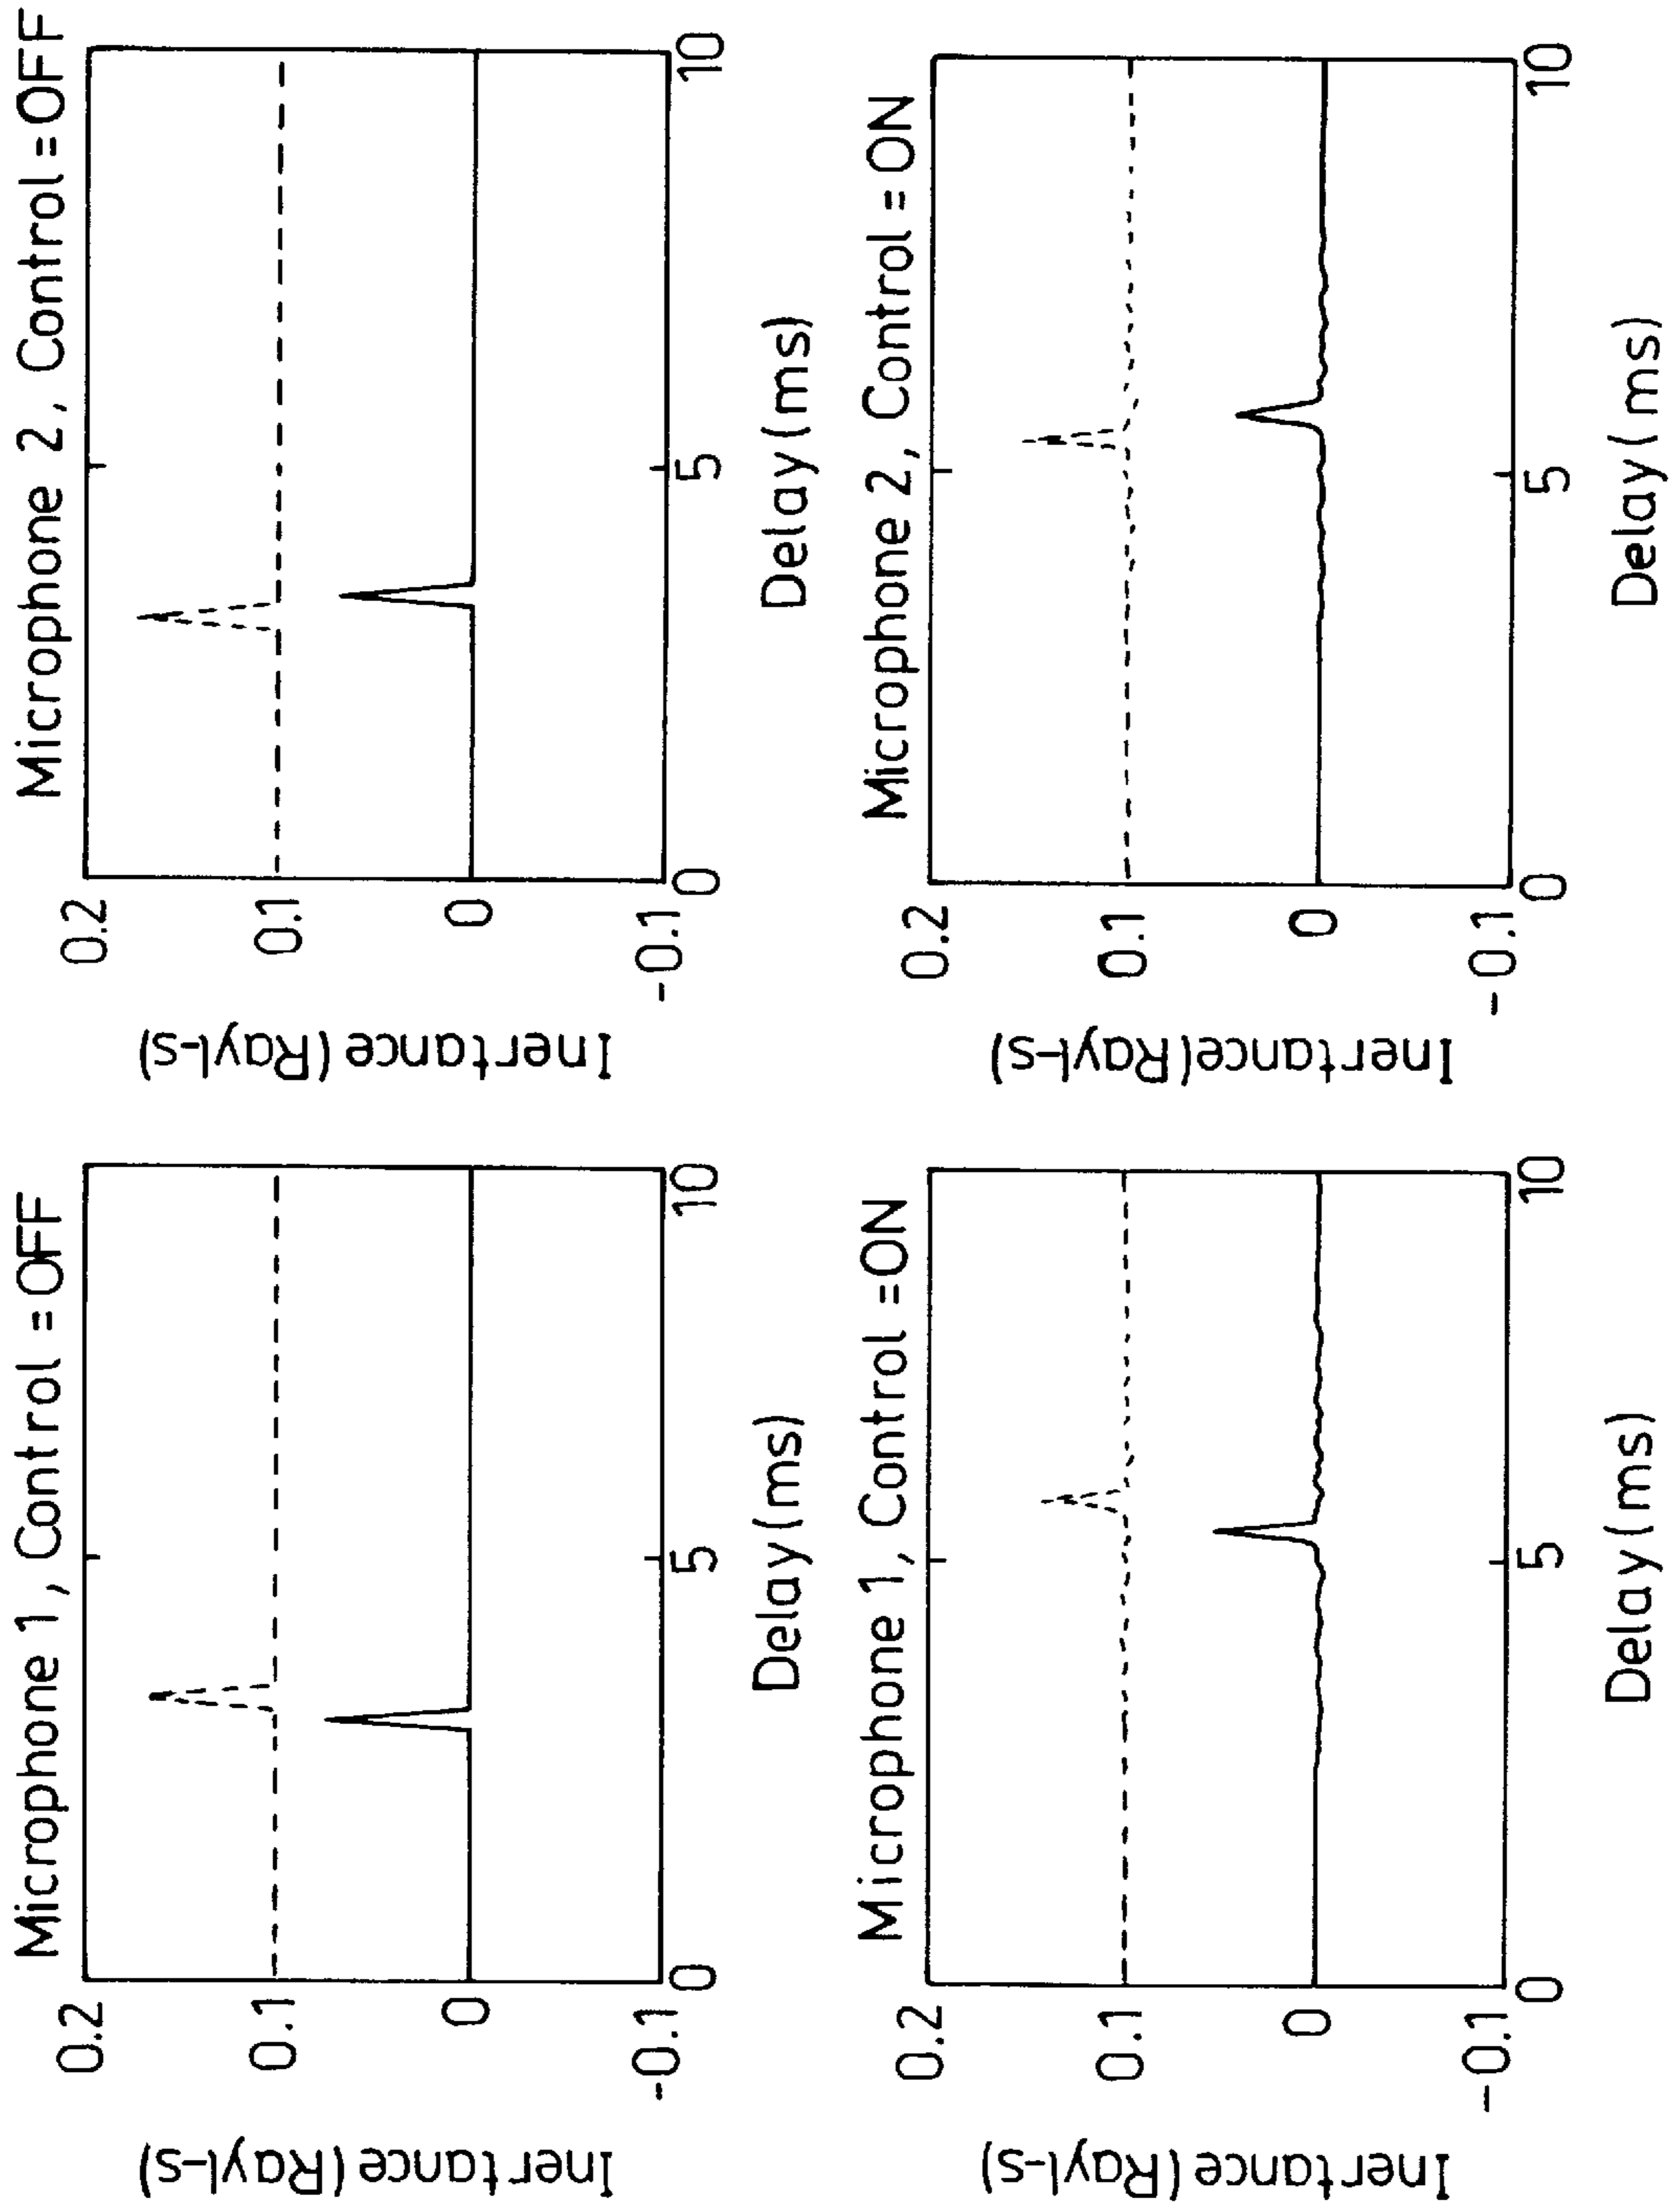 Microphone 1, Control =OFF
Inertance (Rayl-s)
0.2
0.1
0
-0.1
0
5
10
Delay (ms)
Microphone 2, Control =OFF
Inertance (Rayl-s)
0.2
0.1
0
-0.1
0
5
10
Delay (ms)
Microphone 1, Control =ON
Inertance (Rayl-s)
0.2
0.1
0
-0.1
0
5
10
Delay (ms)
Microphone 2, Control = ON
Inertance(Rayl-s)
0.2
0.1
0
-0.1
0
5
10
Delay ( ms)